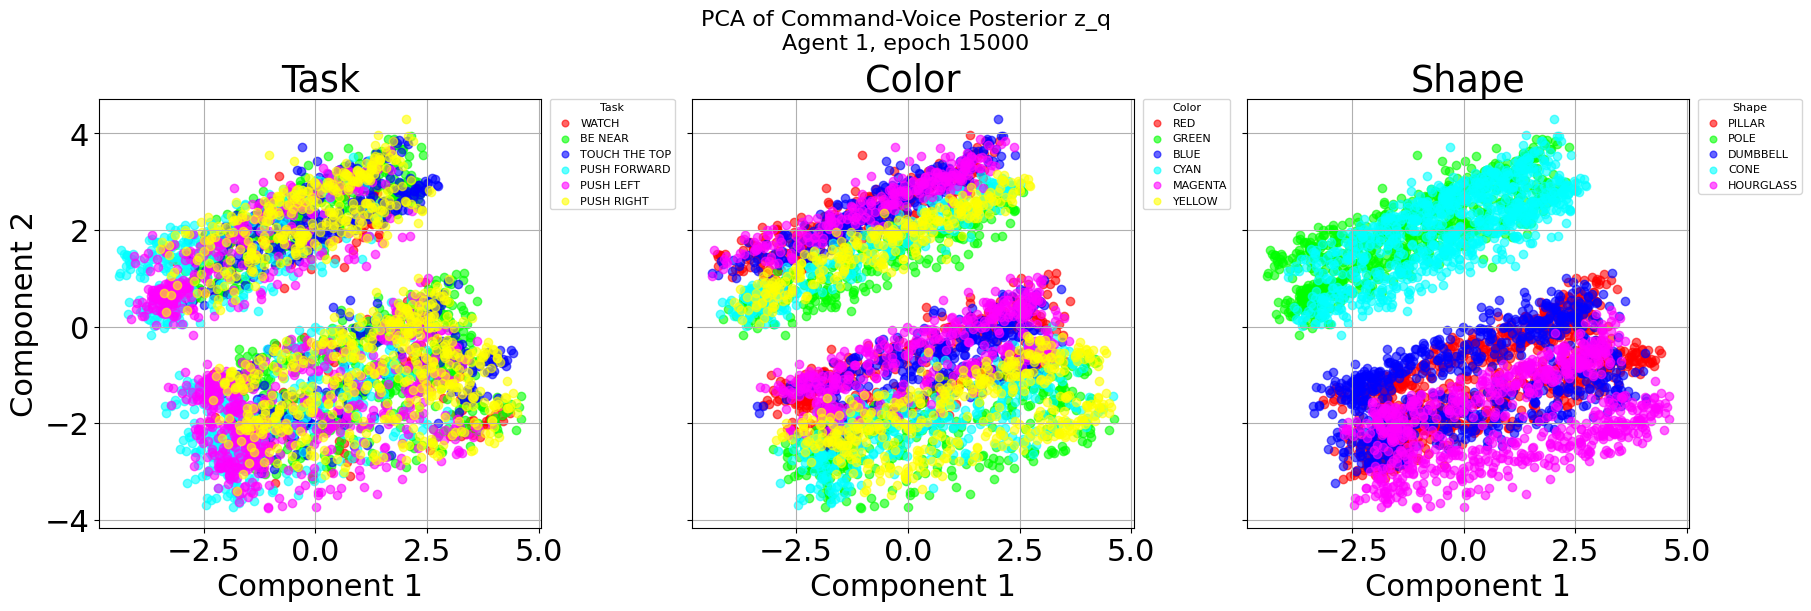 PCA of Command-Voice Posterior z_q
Agent 1, epoch 15000
Task
Component 2
4
2
0
−2
−4
−2.5 0.0 2.5 5.0
Component 1
Task
WATCH
BE NEAR
TOUCH THE TOP
PUSH FORWARD
PUSH LEFT
PUSH RIGHT
Color
−2.5 0.0 2.5 5.0
Component 1
Color
RED
GREEN
BLUE
CYAN
MAGENTA
YELLOW
Shape
−2.5 0.0 2.5 5.0
Component 1
Shape
PILLAR
POLE
DUMBBELL
CONE
HOURGLASS